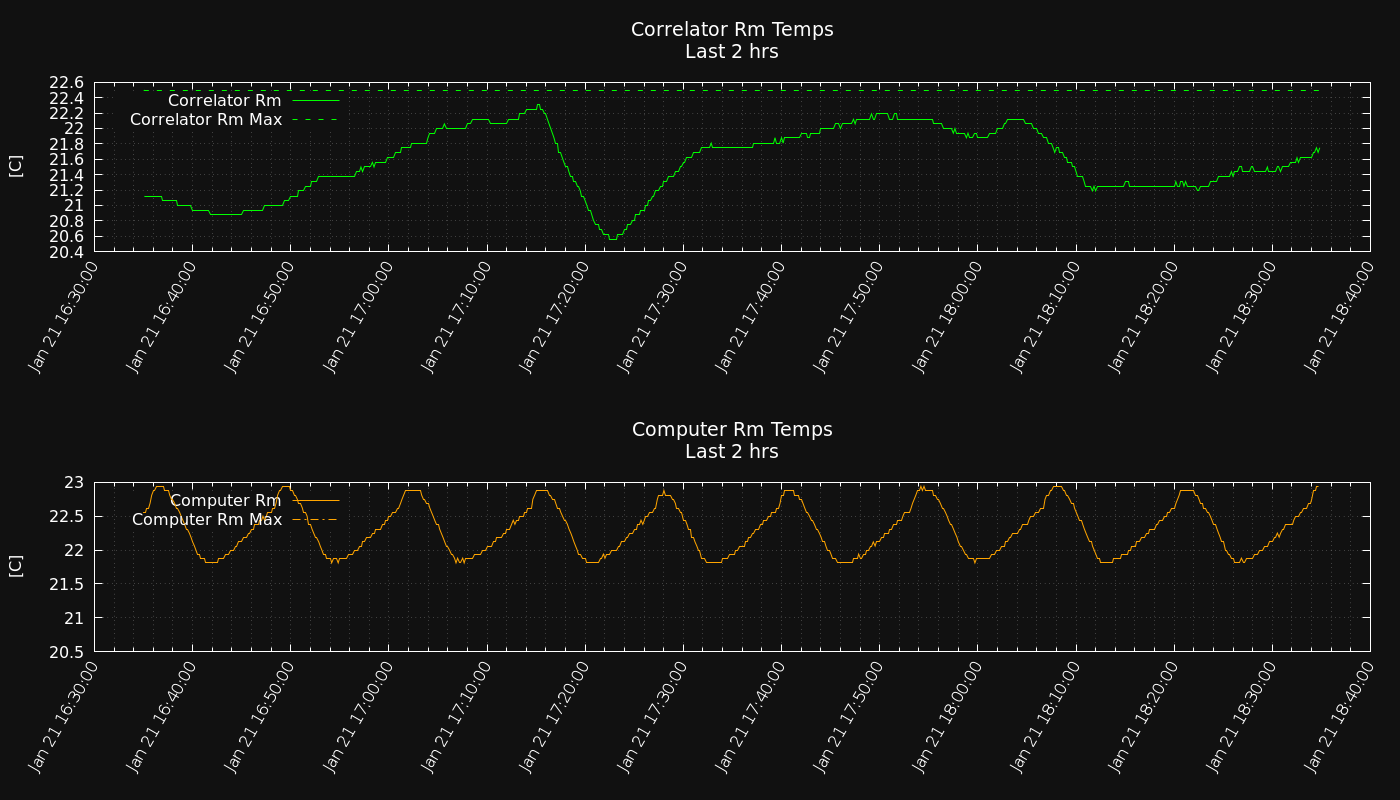 Correlator Rm Temps
Last 2 hrs
22.6
22.4
22.2
22
21.8
21.6
21.4
21.2
21
20.8
20.6
20.4
[C]
Correlator Rm
Correlator Rm Max
Jan 21 16:30:00
Jan 21 16:40:00
Jan 21 16:50:00
Jan 21 17:00:00
Jan 21 17:10:00
Jan 21 17:20:00
Jan 21 17:30:00
Jan 21 17:40:00
Jan 21 17:50:00
Jan 21 18:00:00
Jan 21 18:10:00
Jan 21 18:20:00
Jan 21 18:30:00
Jan 21 18:40:00
Computer Rm Temps
Last 2 hrs
23
22.5
22
21.5
21
20.5
[C]
Computer Rm
Computer Rm Max
Jan 21 16:30:00
Jan 21 16:40:00
Jan 21 16:50:00
Jan 21 17:00:00
Jan 21 17:10:00
Jan 21 17:20:00
Jan 21 17:30:00
Jan 21 17:40:00
Jan 21 17:50:00
Jan 21 18:00:00
Jan 21 18:10:00
Jan 21 18:20:00
Jan 21 18:30:00
Jan 21 18:40:00